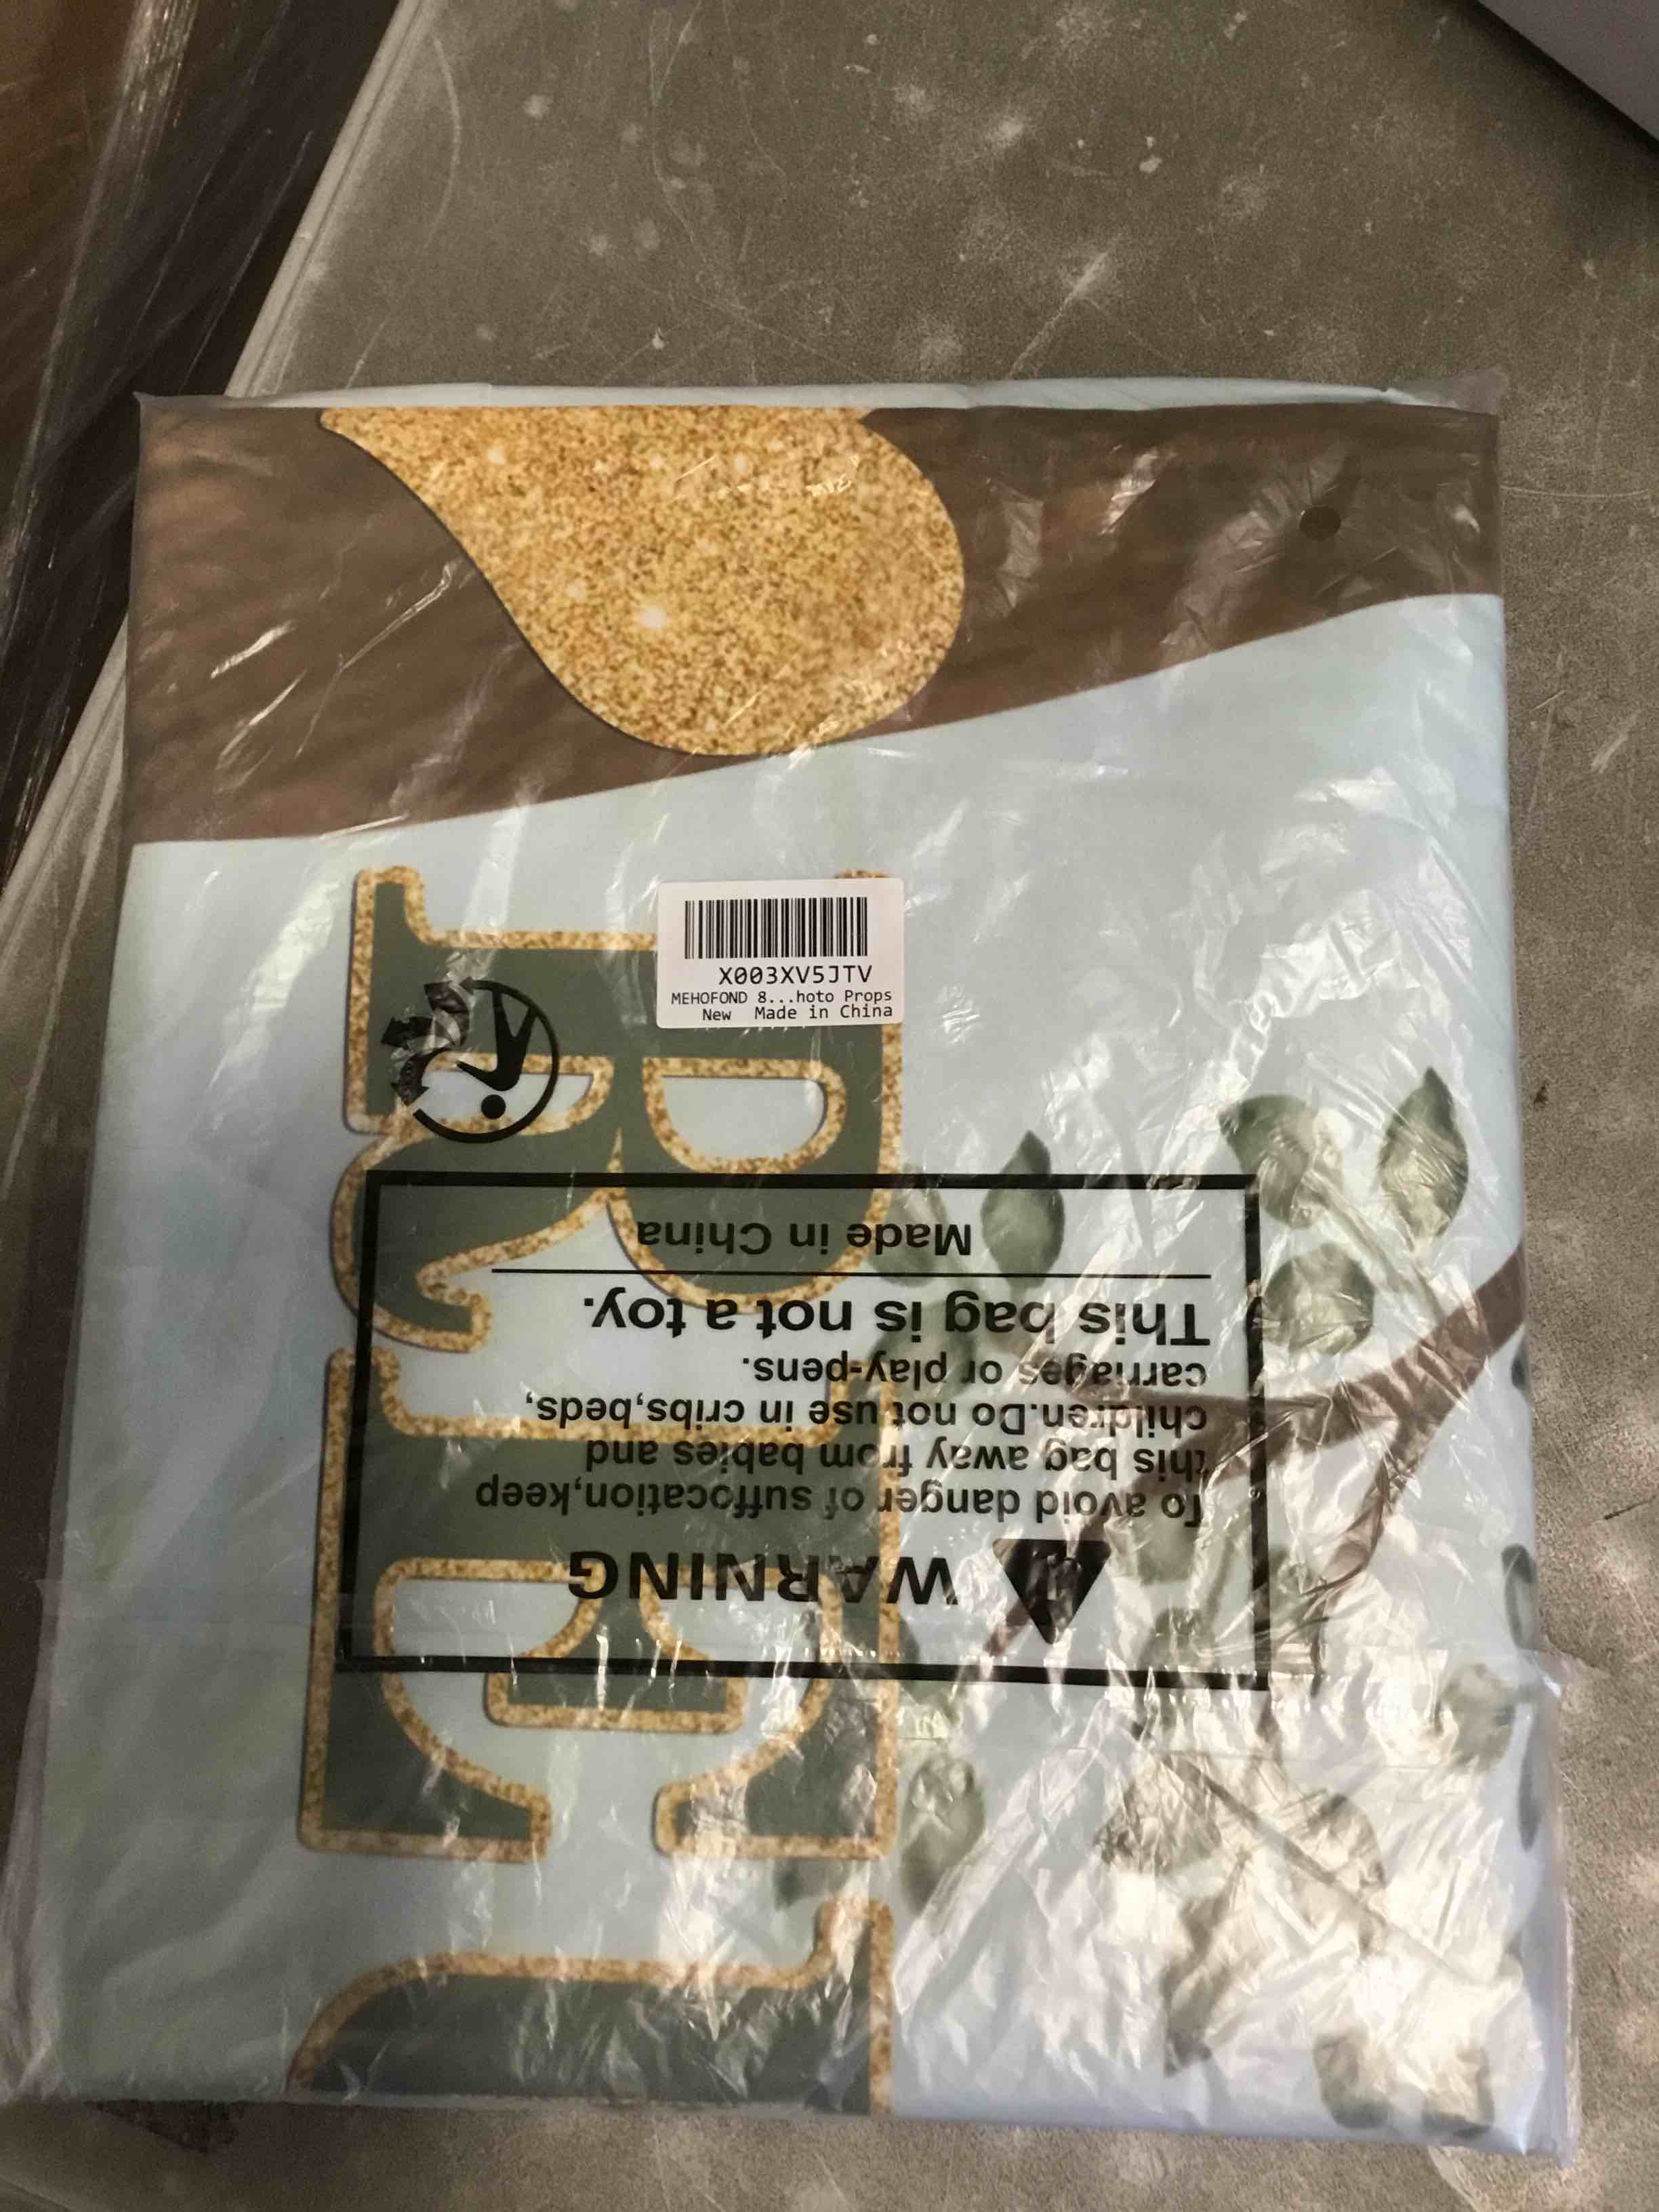 X003XV5JTV
MEHOFOND 8...hoto Props
New Made in China
WARNING
To avoid danger of suffocation,keep
this bag away from babies and
children.Do not use in cribs,beds,
carriages or play-pens.
This bag is not a toy.
Made in China
RE